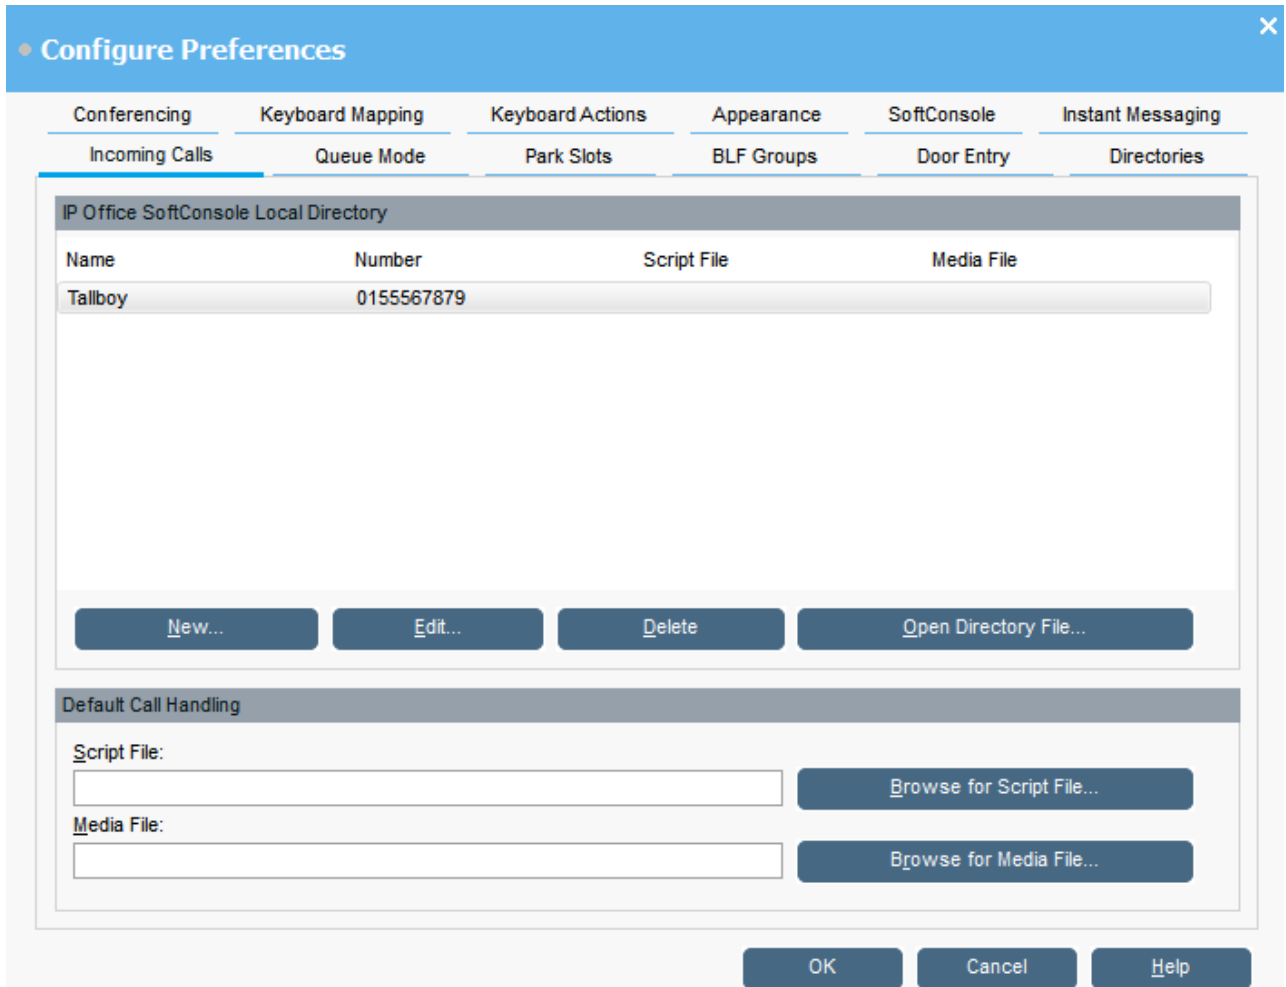 Configure Preferences
Conferencing Keyboard Mapping Keyboard Actions Appearance SoftConsole Instant Messaging
Incoming Calls Queue Mode Park Slots BLF Groups Door Entry Directories
IP Office SoftConsole Local Directory
Name Number Script File Media File
Tallboy 0155567879
New... Edit... Delete Open Directory File...
Default Call Handling
Script File:
Browse for Script File...
Media File:
Browse for Media File...
OK Cancel Help